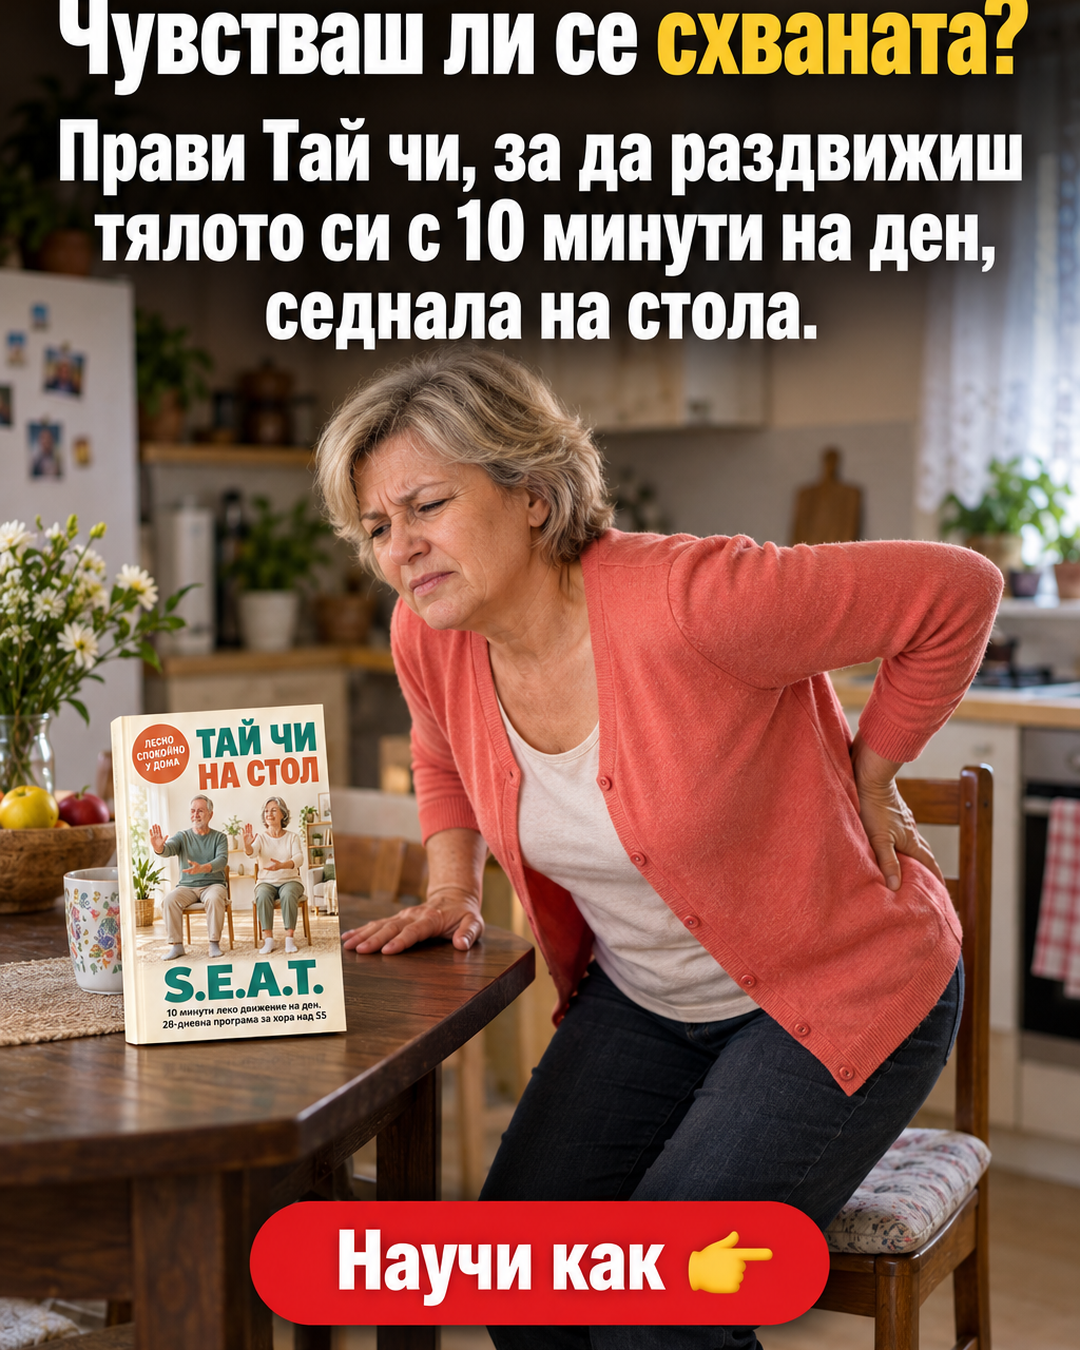 Чувстваш ли се схваната?
Прави Тай чи, за да раздвижиш
тялото си с 10 минути на ден,
седнала на стола.
ЛЕСНО
СПОКОЙНО
У ДОМА
ТАЙ ЧИ
НА СТОЛ
S.E.A.T.
10 минути леко движение на ден.
28-дневна програма за хора над 55
Научи как 👉